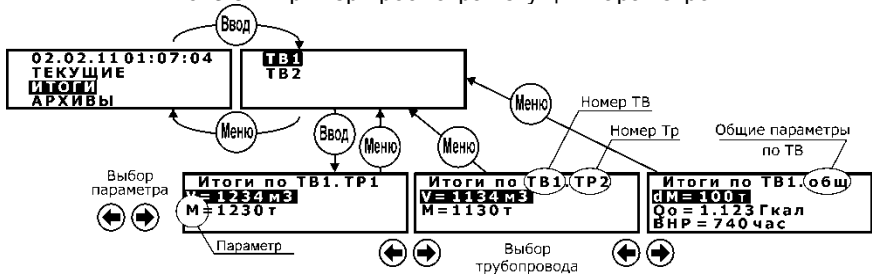 Ввод
02.02.11 01:07:04
ТЕКУЩИЕ
ИТОГИ
АРХИВЫ
ТВ1
ТВ2
Меню
Ввод
Меню
Меню
Меню
Номер ТВ
Номер Тр
Общие параметры
по ТВ
Выбор
параметра
Итоги по ТВ1.ТР1
V=1234м3
М=1230т
Параметр
Итоги по ТВ1.ТР2
V=1134м3
М=1130т
Выбор
трубопровода
Итоги по ТВ1.общ
dM=100т
Qо=1.123Гкал
ВНР=740час